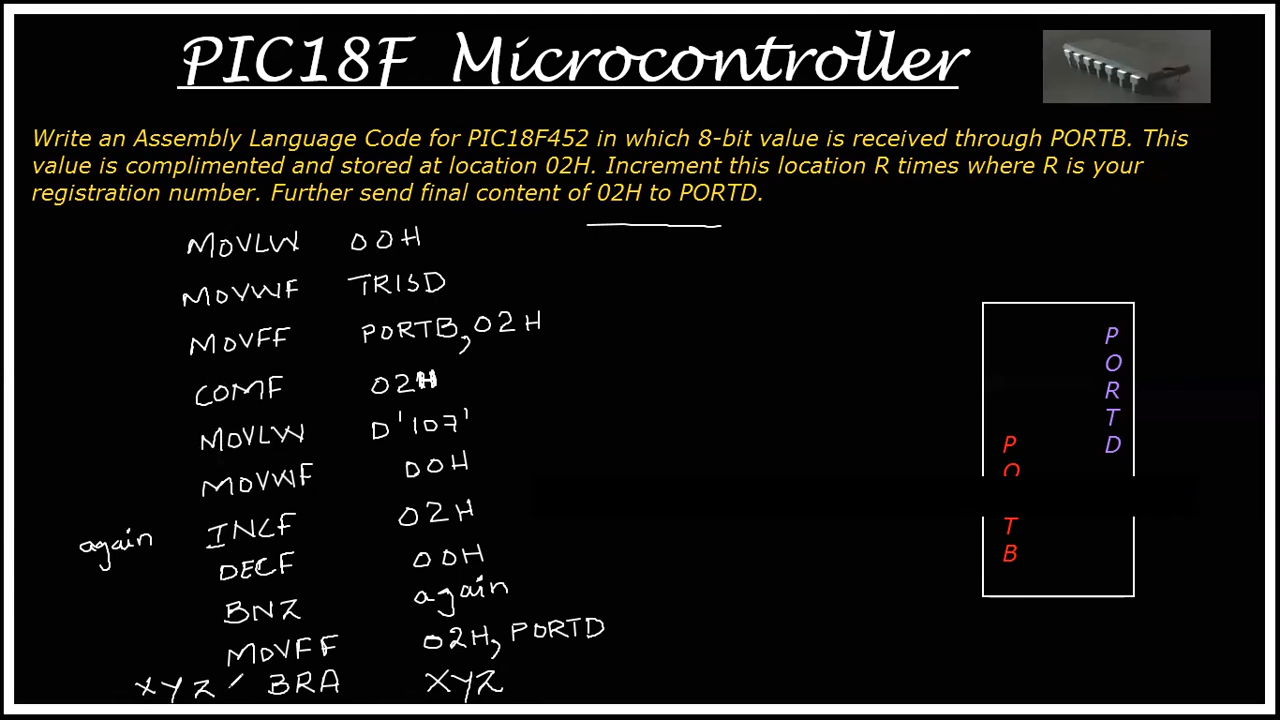 PIC18F Microcontroller
Write an Assembly Language Code for PIC18F452 in which 8-bit value is received through PORTB. This
value is complimented and stored at location 02H. Increment this location R times where R is your
registration number. Further send final content of 02H to PORTD.
MOVLW 00H
MOVWF TRISD
MOVFF PORTB,02H
COMF 02H
MOVLW D'107'
MOVWF 00H
again INCF 02H
DECF 00H
BNZ again
MOVFF 02H, PORTD
XYZ BRA XYZ
PORTD
P
T
B